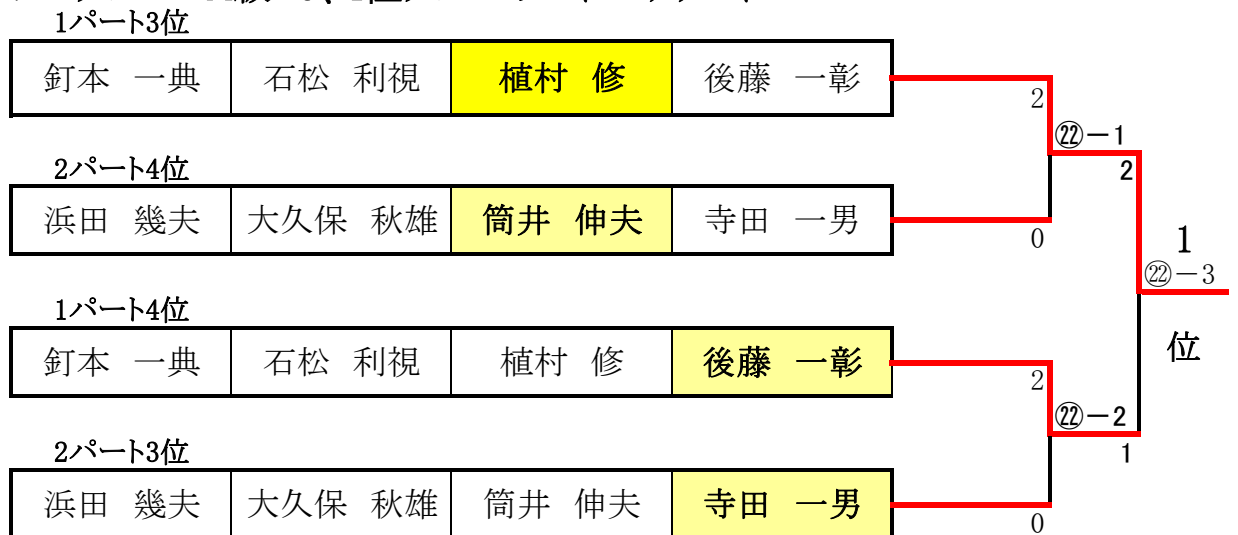 1パート3位
釘本 一典 石松 利視 植村 修 後藤 一彰
2
㉒－1
2
2パート4位
浜田 幾夫 大久保 秋雄 筒井 伸夫 寺田 一男
0
1
㉒－3
位
1パート4位
釘本 一典 石松 利視 植村 修 後藤 一彰
2
㉒－2
1
2パート3位
浜田 幾夫 大久保 秋雄 筒井 伸夫 寺田 一男
0